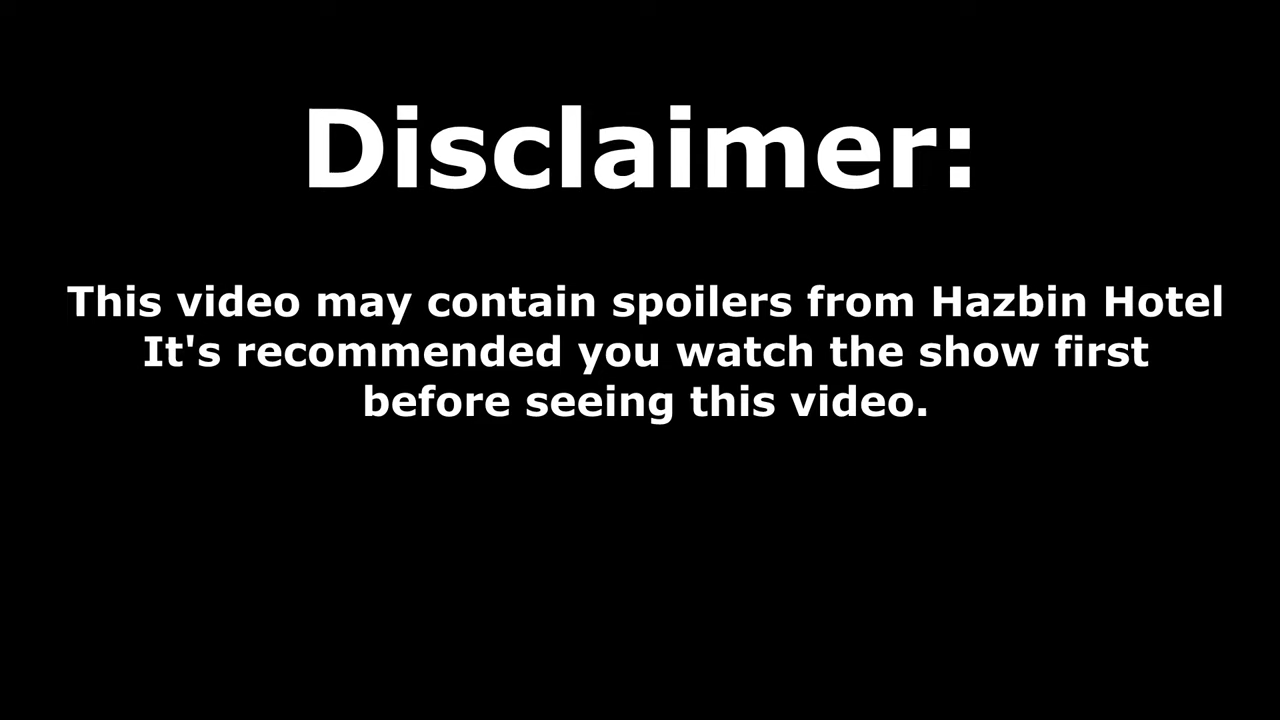 Disclaimer:
This video may contain spoilers from Hazbin Hotel
It's recommended you watch the show first
before seeing this video.